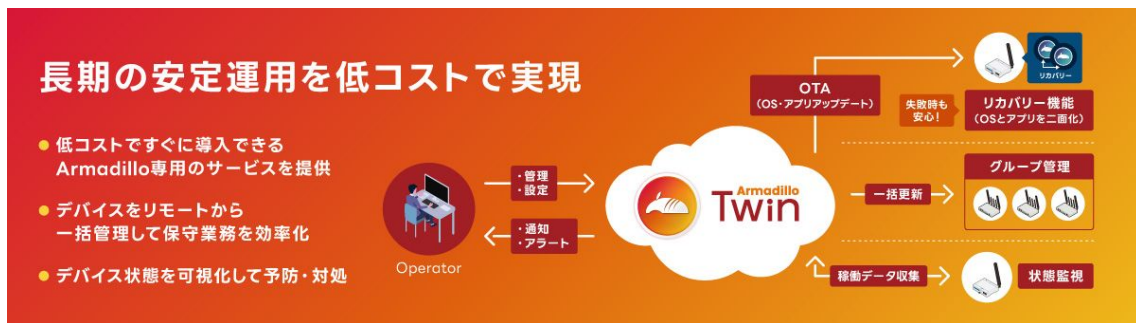 長期の安定運用を低コストで実現
● 低コストですぐに導入できる
Armadillo専用のサービスを提供
● デバイスをリモートから
一括管理して保守業務を効率化
● デバイス状態を可視化して予防・対処
Operator
・管理
・設定
・通知
・アラート
Armadillo
Twin
OTA
(OS・アプリアップデート)
リカバリー
失敗時も
安心!
リカバリー機能
(OSとアプリを二面化)
一括更新
グループ管理
稼働データ収集
状態監視